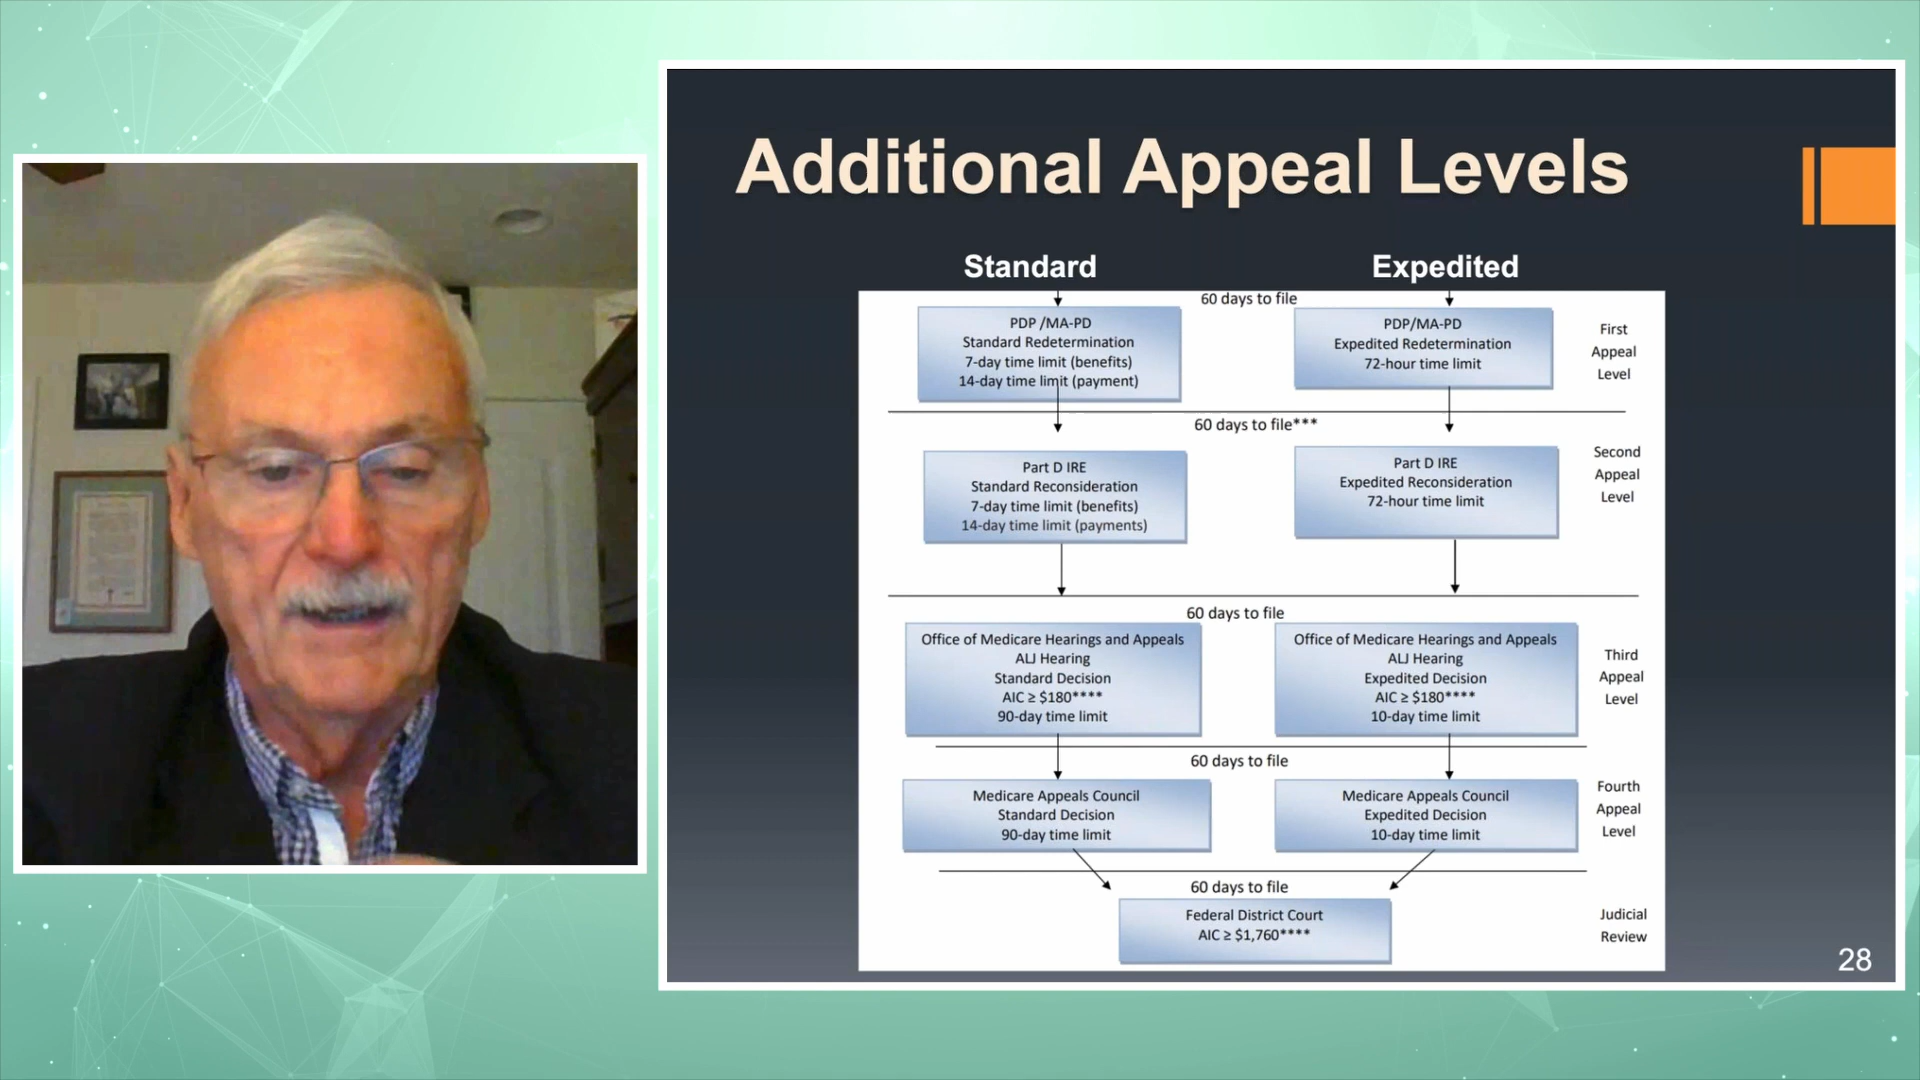 Additional Appeal Levels
Standard
Expedited
60 days to file
PDP /MA-PD
Standard Redetermination
7-day time limit (benefits)
14-day time limit (payment)
PDP/MA-PD
Expedited Redetermination
72-hour time limit
First
Appeal
Level
60 days to file***
Part D IRE
Standard Reconsideration
7-day time limit (benefits)
14-day time limit (payments)
Part D IRE
Expedited Reconsideration
72-hour time limit
Second
Appeal
Level
60 days to file
Office of Medicare Hearings and Appeals
ALJ Hearing
Standard Decision
AIC ≥ $180****
90-day time limit
Office of Medicare Hearings and Appeals
ALJ Hearing
Expedited Decision
AIC ≥ $180****
10-day time limit
Third
Appeal
Level
60 days to file
Medicare Appeals Council
Standard Decision
90-day time limit
Medicare Appeals Council
Expedited Decision
10-day time limit
Fourth
Appeal
Level
60 days to file
Federal District Court
AIC ≥ $1,760****
Judicial
Review
28